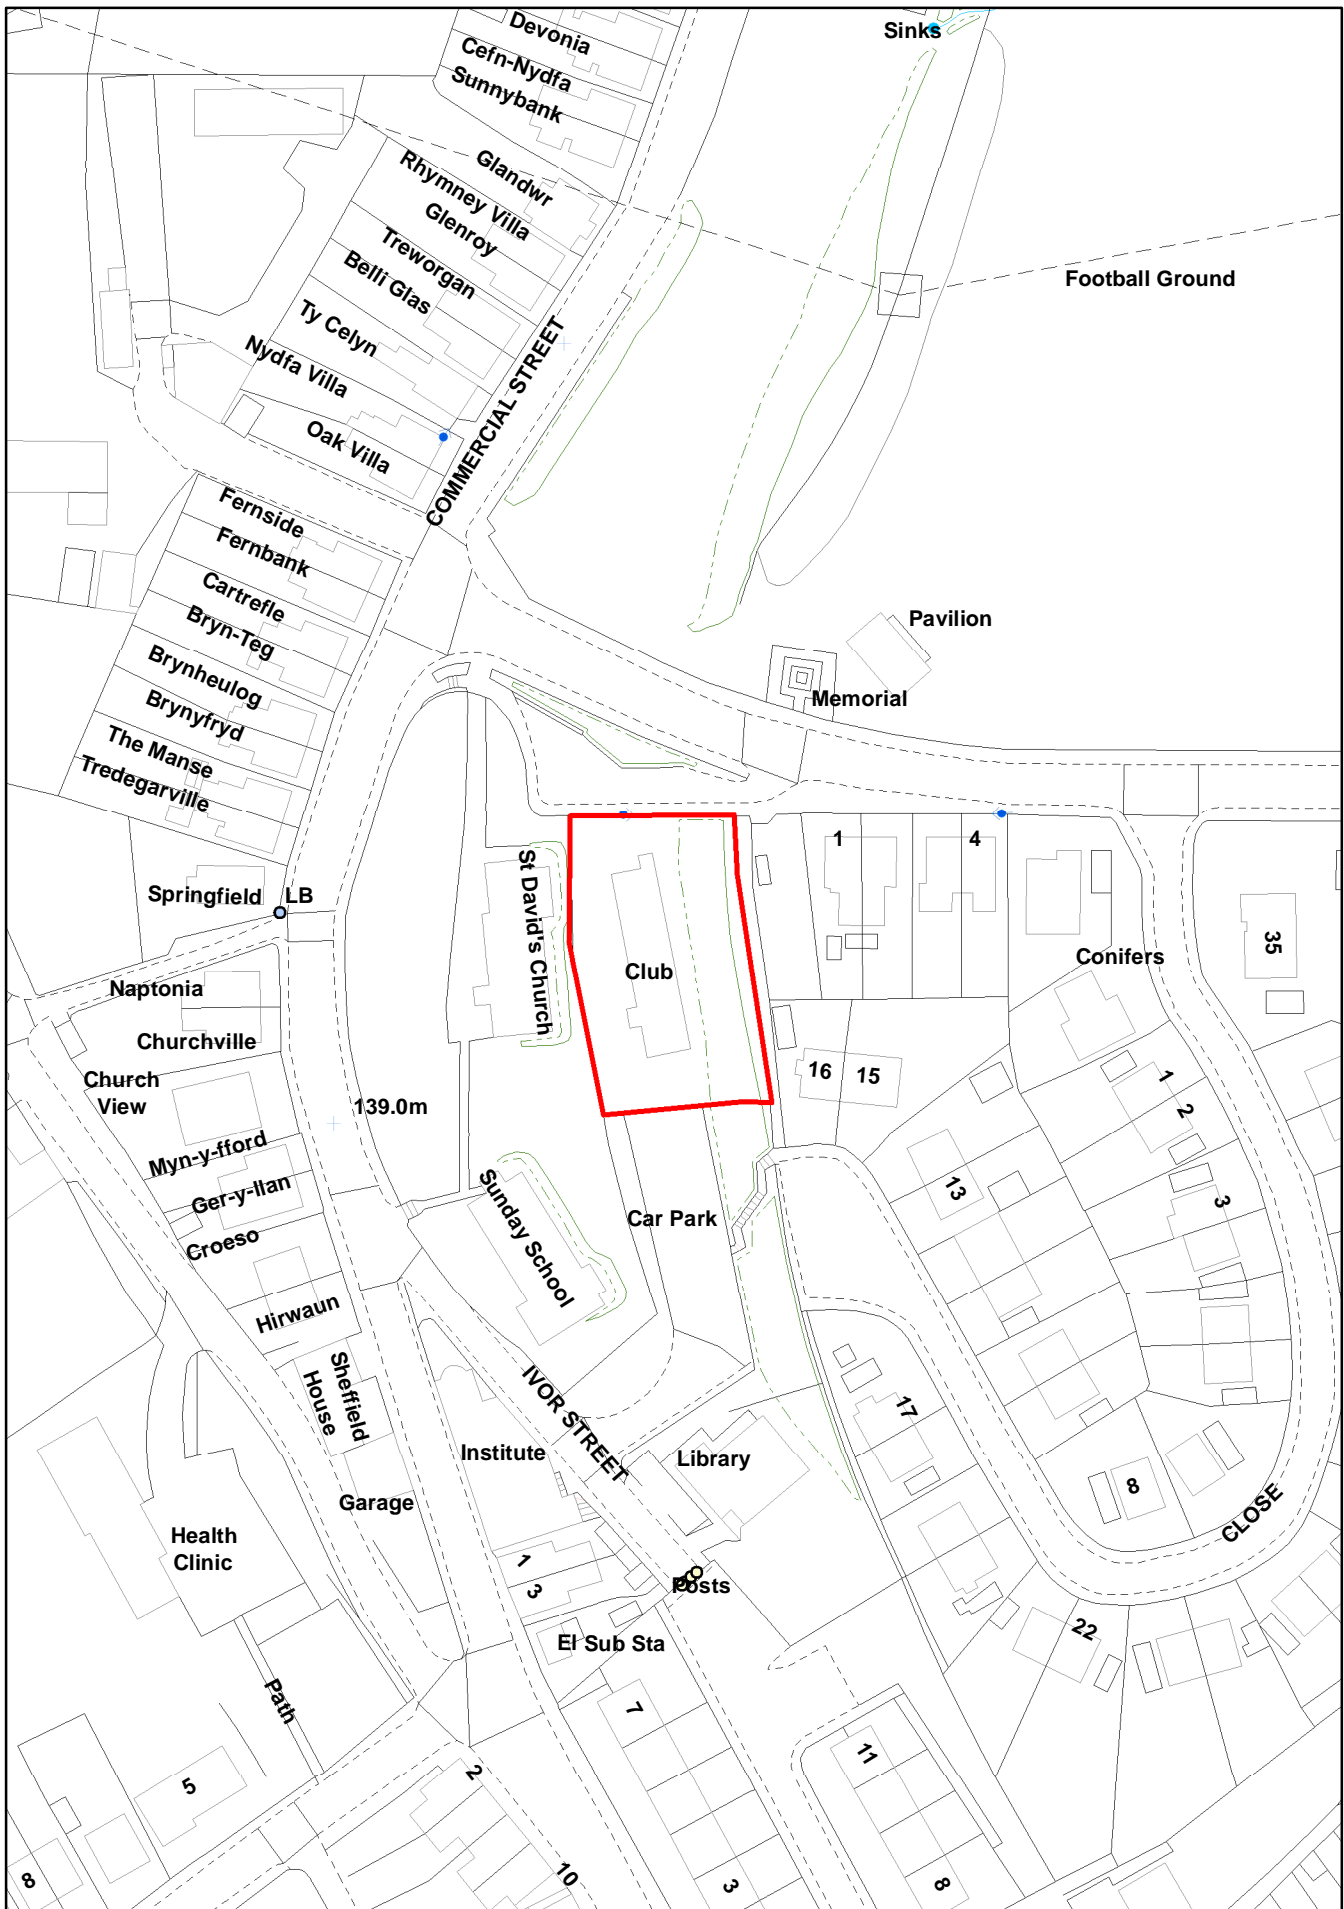 Sinks
Devonia
Cefn-Nydfa
Sunnybank
Glandwr
Rhymney Villa
Glenroy
Treworgan
Belli Glas
Ty Celyn
Nydfa Villa
Oak Villa
COMMERCIAL STREET
Football Ground
Fernside
Fernbank
Cartrefle
Bryn-Teg
Brynheulog
Brynyfryd
The Manse
Tredegarville
Pavilion
Memorial
1
4
Springfield
LB
St David's Church
Club
35
Conifers
Naptonia
Churchville
Church
View
139.0m
16
15
1
2
Myn-y-fford
Ger-y-llan
Croeso
Hirwaun
Sunday School
Car Park
13
3
Sheffield
House
IVOR STREET
17
Institute
Library
Garage
8
CLOSE
Health
Clinic
1
3
Posts
El Sub Sta
22
Path
7
11
5
2
10
8
3
8